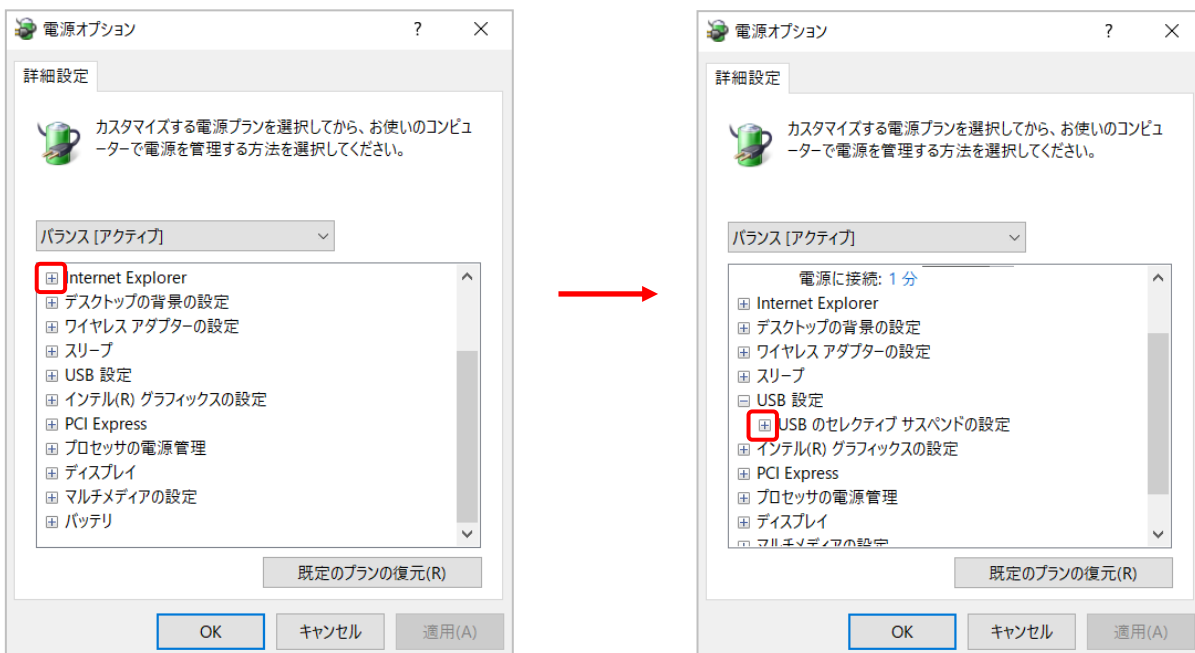 電源オプション
?
詳細設定
カスタマイズする電源プランを選択してから、お使いのコンピュ
ーターで電源を管理する方法を選択してください。
バランス [アクティブ]
Internet Explorer
デスクトップの背景の設定
ワイヤレス アダプターの設定
スリープ
USB 設定
インテル(R) グラフィックスの設定
PCI Express
プロセッサの電源管理
ディスプレイ
マルチメディアの設定
バッテリ
既定のプランの復元(R)
OK
キャンセル
適用(A)
電源オプション
?
詳細設定
カスタマイズする電源プランを選択してから、お使いのコンピュ
ーターで電源を管理する方法を選択してください。
バランス [アクティブ]
電源に接続: 1 分
Internet Explorer
デスクトップの背景の設定
ワイヤレス アダプターの設定
スリープ
USB 設定
USB のセレクティブ サスペンドの設定
インテル(R) グラフィックスの設定
PCI Express
プロセッサの電源管理
ディスプレイ
マルチメディアの設定
既定のプランの復元(R)
OK
キャンセル
適用(A)